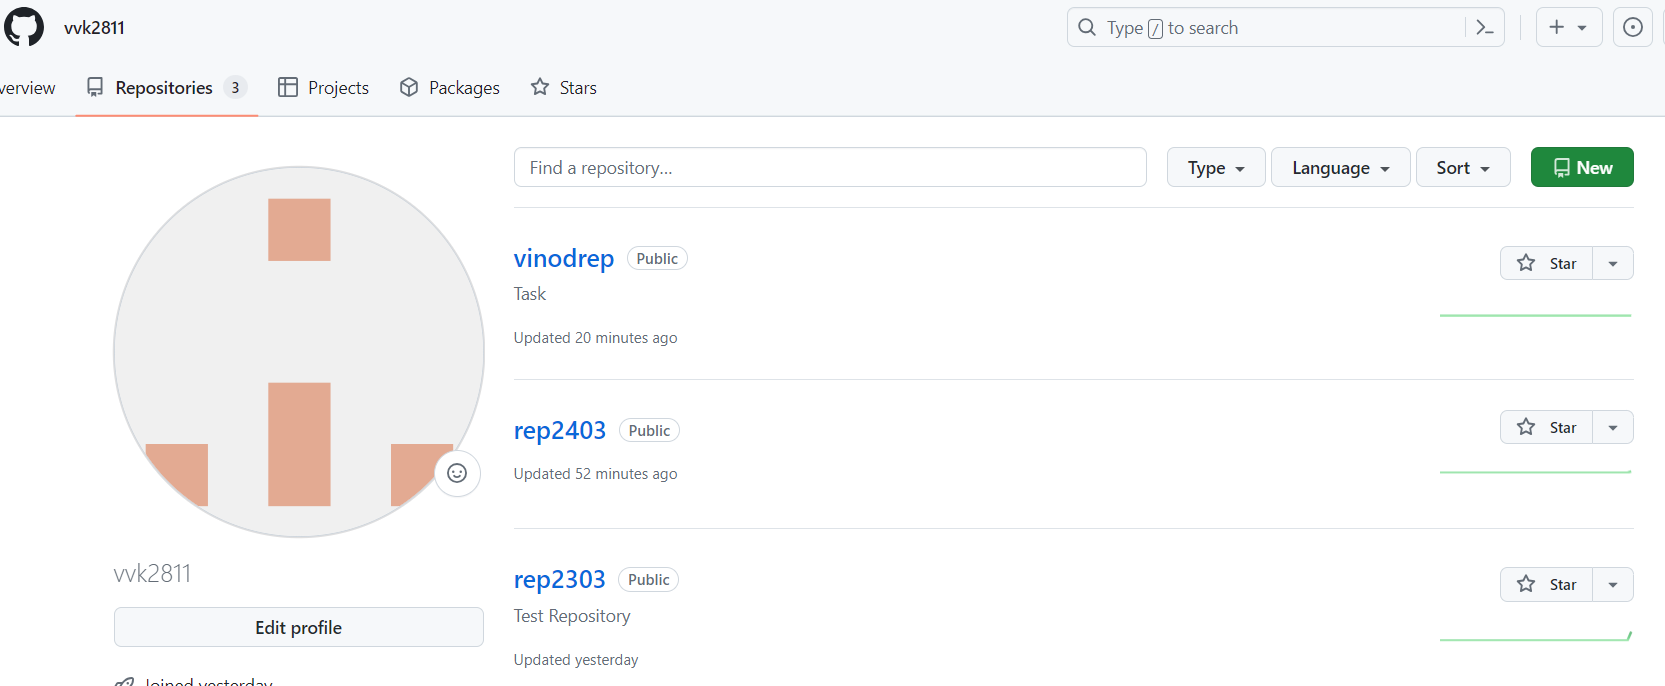 vvk2811
Type / to search
verview Repositories 3 Projects Packages Stars
Find a repository...
Type Language Sort New
vinodrep Public
Star
Task
Updated 20 minutes ago
rep2403 Public
Star
Updated 52 minutes ago
rep2303 Public
Star
Test Repository
Updated yesterday
vvk2811
Edit profile
Joined yesterday